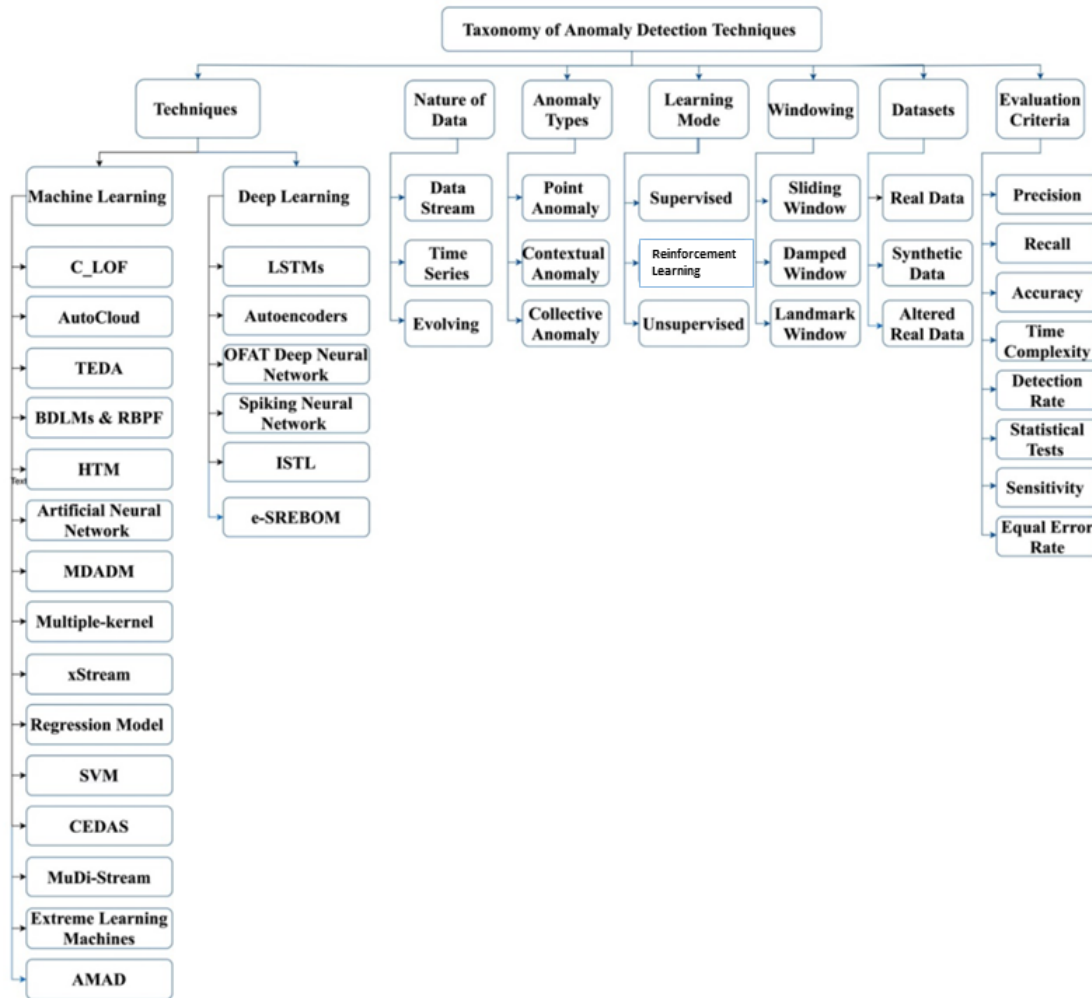 Taxonomy of Anomaly Detection Techniques
Techniques
Nature of
Data
Anomaly
Types
Learning
Mode
Windowing
Datasets
Evaluation
Criteria
Machine Learning
C_LOF
AutoCloud
TEDA
BDLMs & RBPF
HTM
Text
Artificial Neural
Network
MDADM
Multiple-kernel
xStream
Regression Model
SVM
CEDAS
MuDi-Stream
Extreme Learning
Machines
AMAD
Deep Learning
LSTMs
Autoencoders
OFAT Deep Neural
Network
Spiking Neural
Network
ISTL
e-SREBOM
Data
Stream
Time
Series
Evolving
Point
Anomaly
Contextual
Anomaly
Collective
Anomaly
Supervised
Reinforcement
Learning
Unsupervised
Sliding
Window
Damped
Window
Landmark
Window
Real Data
Synthetic
Data
Altered
Real Data
Precision
Recall
Accuracy
Time
Complexity
Detection
Rate
Statistical
Tests
Sensitivity
Equal Error
Rate